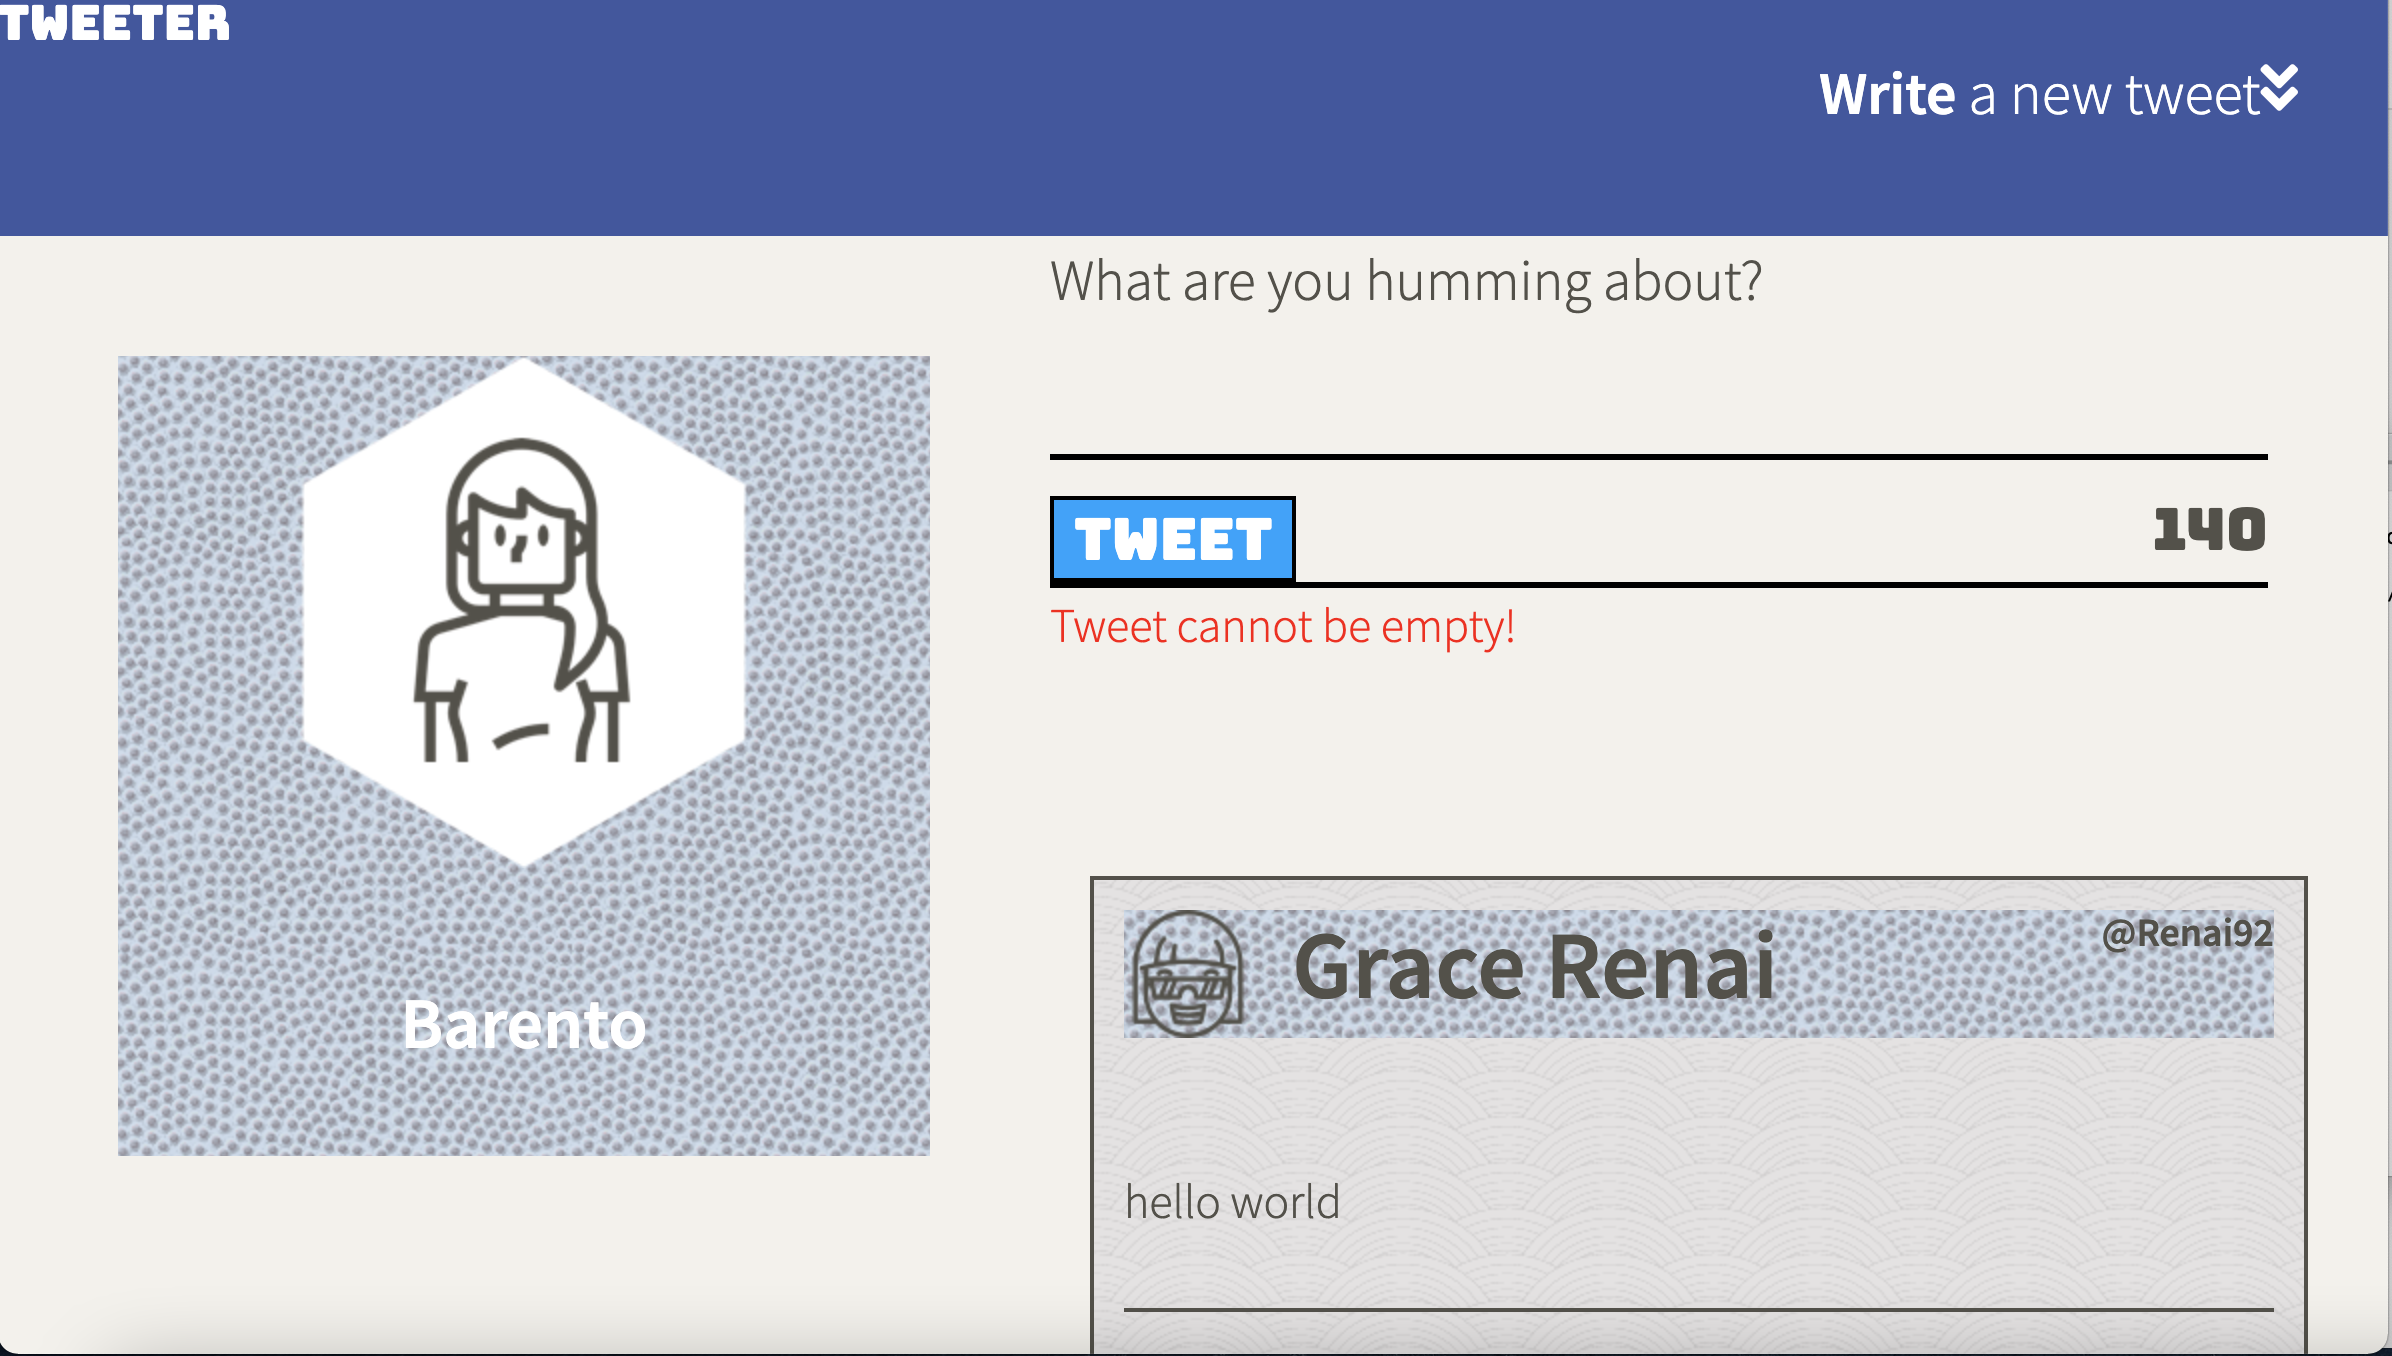 TWEETER
Write a new tweet
What are you humming about?
TWEET
140
Tweet cannot be empty!
Barento
Grace Renai
@Renai92
hello world